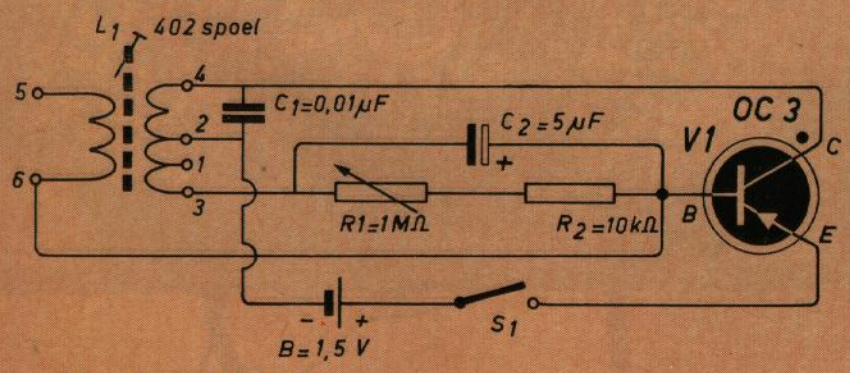 L1 402 spoel
4
5
C1=0,01µF
C2=5µF
OC 3
V1
2
+
C
1
6
3
R1=1MΩ
R2=10kΩ
B
E
- +
S1
B=1,5 V